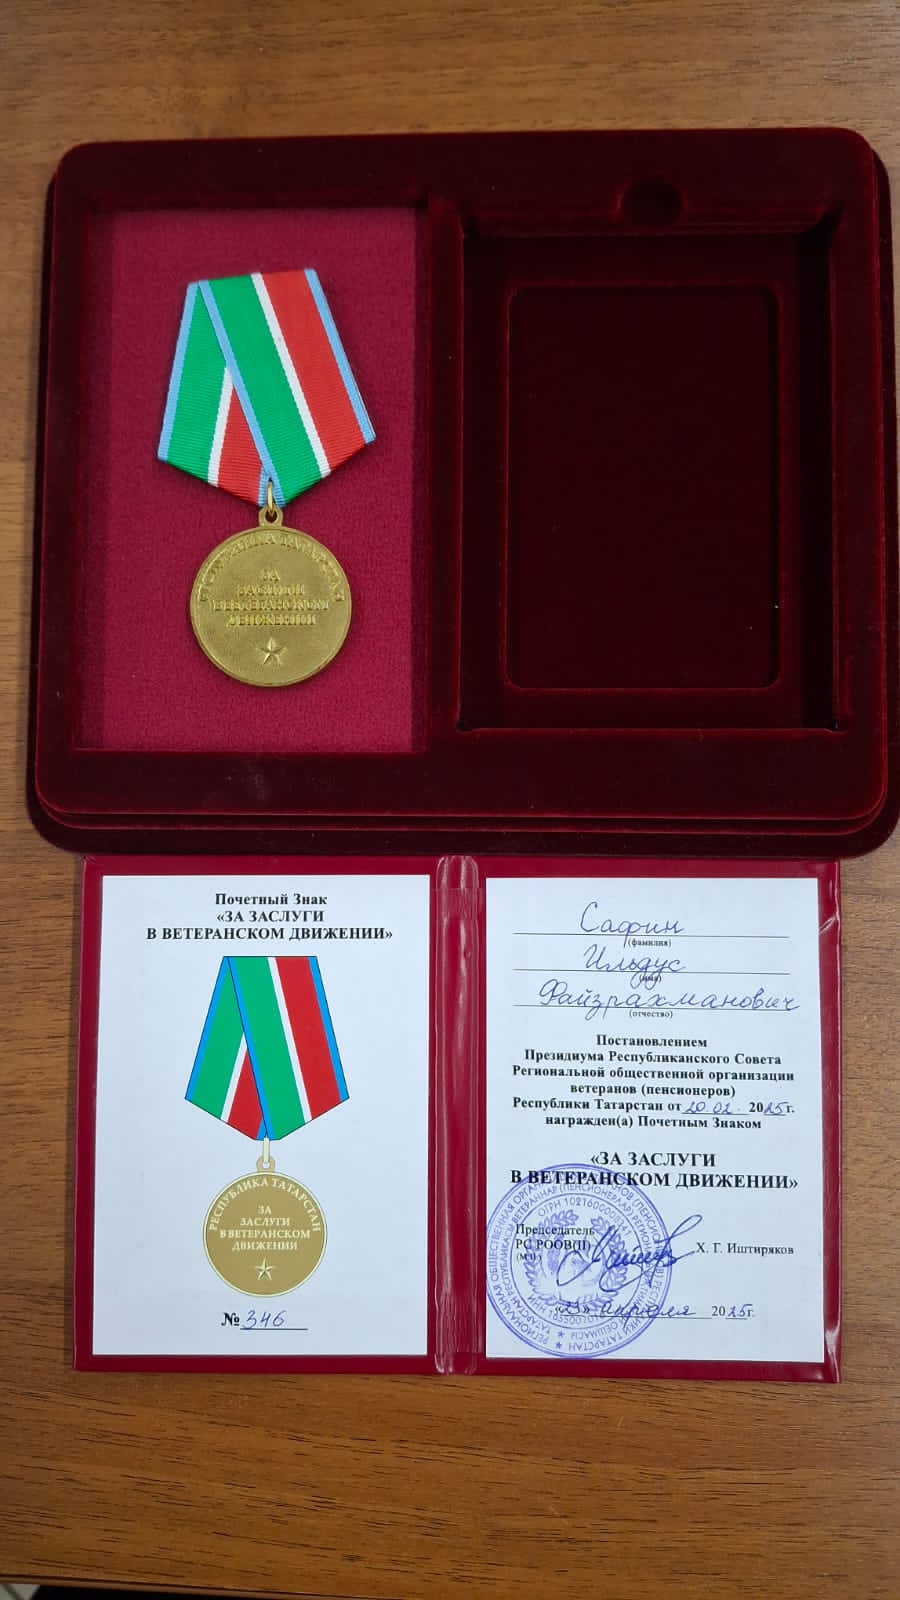 РЕСПУБЛИКА ТАТАРСТАН
ЗА
ЗАСЛУГИ
В ВЕТЕРАНСКОМ
ДВИЖЕНИИ
Почетный Знак
«ЗА ЗАСЛУГИ
В ВЕТЕРАНСКОМ ДВИЖЕНИИ»
РЕСПУБЛИКА ТАТАРСТАН
ЗА
ЗАСЛУГИ
В ВЕТЕРАНСКОМ
ДВИЖЕНИИ
№ 346
Сафин
(фамилия)
Ильдус
(имя)
Файзрахманович
(отчество)
Постановлением
Президиума Республиканского Совета
Региональной общественной организации
ветеранов (пенсионеров)
Республики Татарстан от 20.02. 2025г.
награжден(а) Почетным Знаком
«ЗА ЗАСЛУГИ
В ВЕТЕРАНСКОМ ДВИЖЕНИИ»
Председатель
РС РООВ(П)
Х. Г. Иштиряков
(м.п.)
«23» апреля 2025г.